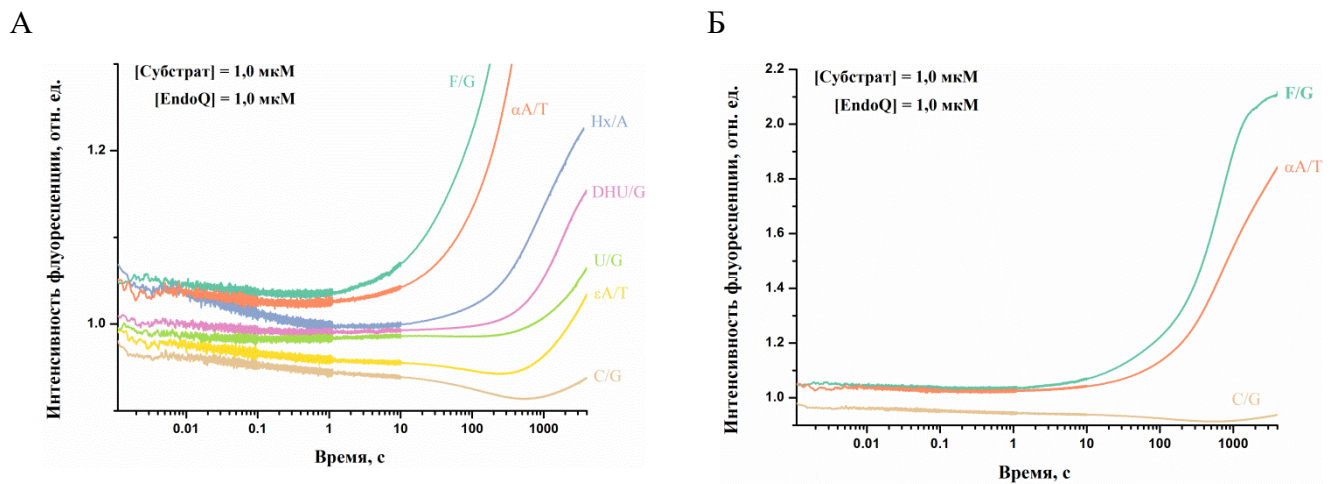 А
[Субстрат] = 1,0 мкМ
[EndoQ] = 1,0 мкМ
F/G
αA/T
Hx/A
DHU/G
U/G
εA/T
C/G
1.2
1.0
0.01
0.1
1
10
100
1000
Время, с
Интенсивность флуоресценции, отн. ед.
Б
[Субстрат] = 1,0 мкМ
[EndoQ] = 1,0 мкМ
F/G
αA/T
C/G
2.2
2.0
1.8
1.6
1.4
1.2
1.0
0.9
0.01
0.1
1
10
100
1000
Время, с
Интенсивность флуоресценции, отн. ед.